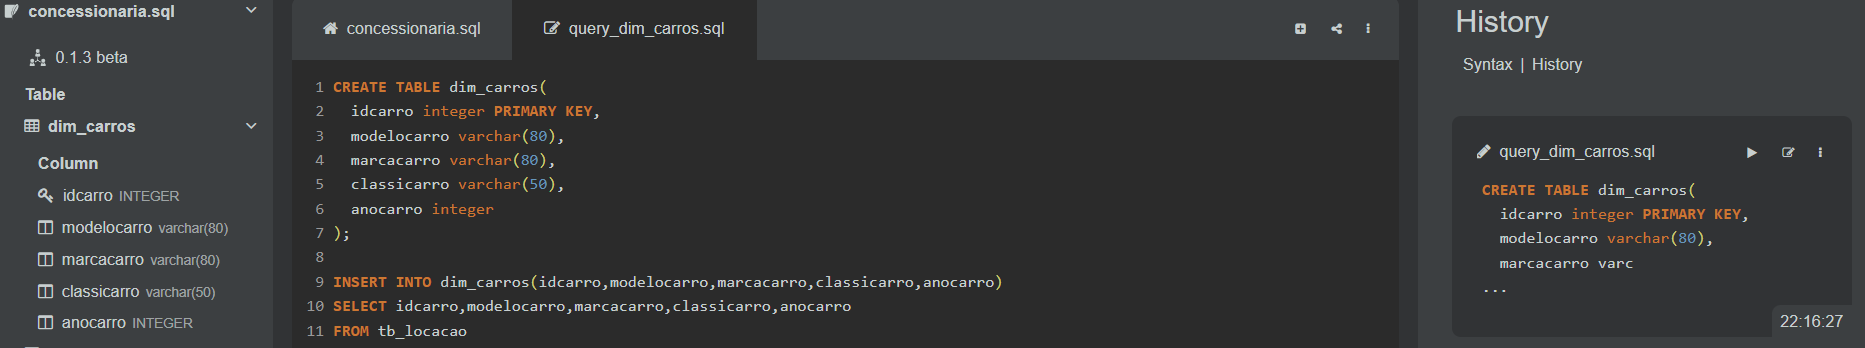 concessionaria.sql
0.1.3 beta
Table
dim_carros
Column
idcarro INTEGER
modelocarro varchar(80)
marcacarro varchar(80)
classicarro varchar(50)
anocarro INTEGER
concessionaria.sql
query_dim_carros.sql
1 CREATE TABLE dim_carros(
2   idcarro integer PRIMARY KEY,
3   modelocarro varchar(80),
4   marcacarro varchar(80),
5   classicarro varchar(50),
6   anocarro integer
7 );
8
9 INSERT INTO dim_carros(idcarro,modelocarro,marcacarro,classicarro,anocarro)
10 SELECT idcarro,modelocarro,marcacarro,classicarro,anocarro
11 FROM tb_locacao
History
Syntax | History
query_dim_carros.sql
CREATE TABLE dim_carros(
  idcarro integer PRIMARY KEY,
  modelocarro varchar(80),
  marcacarro varc
...
22:16:27